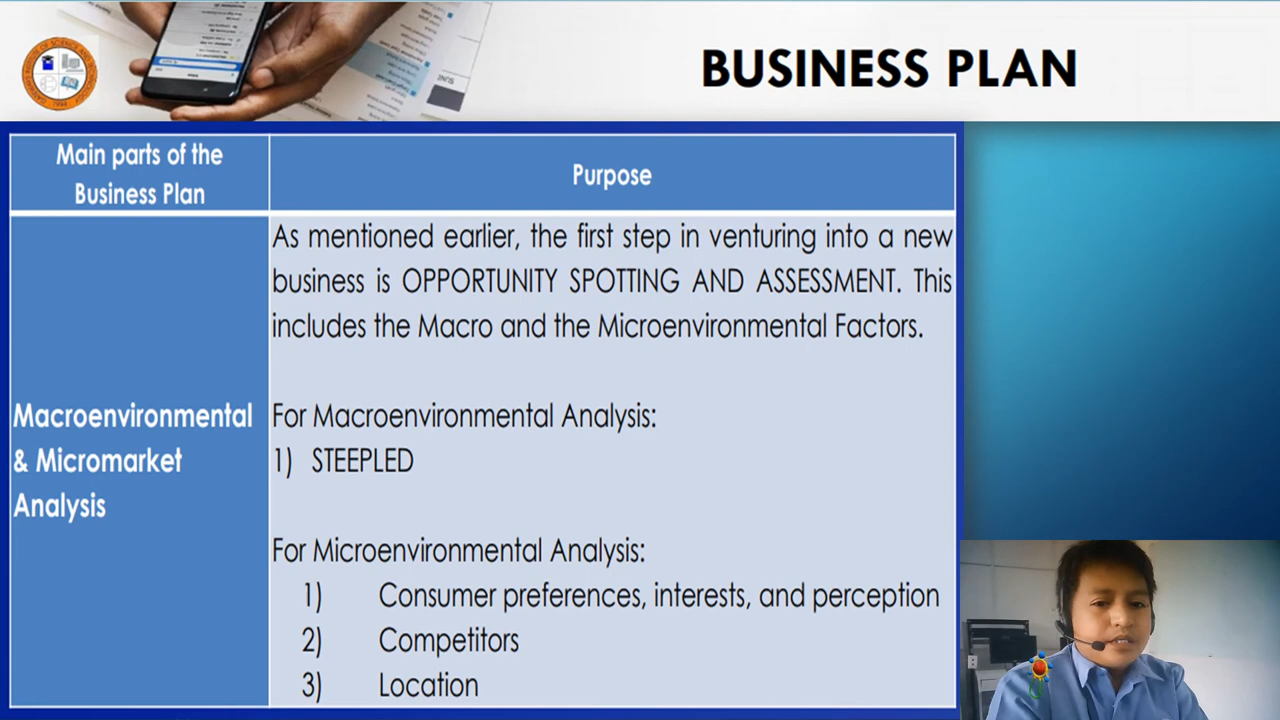 BUSINESS PLAN
Main parts of the
Business Plan
Purpose
Macroenvironmental
& Micromarket
Analysis
As mentioned earlier, the first step in venturing into a new
business is OPPORTUNITY SPOTTING AND ASSESSMENT. This
includes the Macro and the Microenvironmental Factors.
For Macroenvironmental Analysis:
1) STEEPLED
For Microenvironmental Analysis:
1) Consumer preferences, interests, and perception
2) Competitors
3) Location